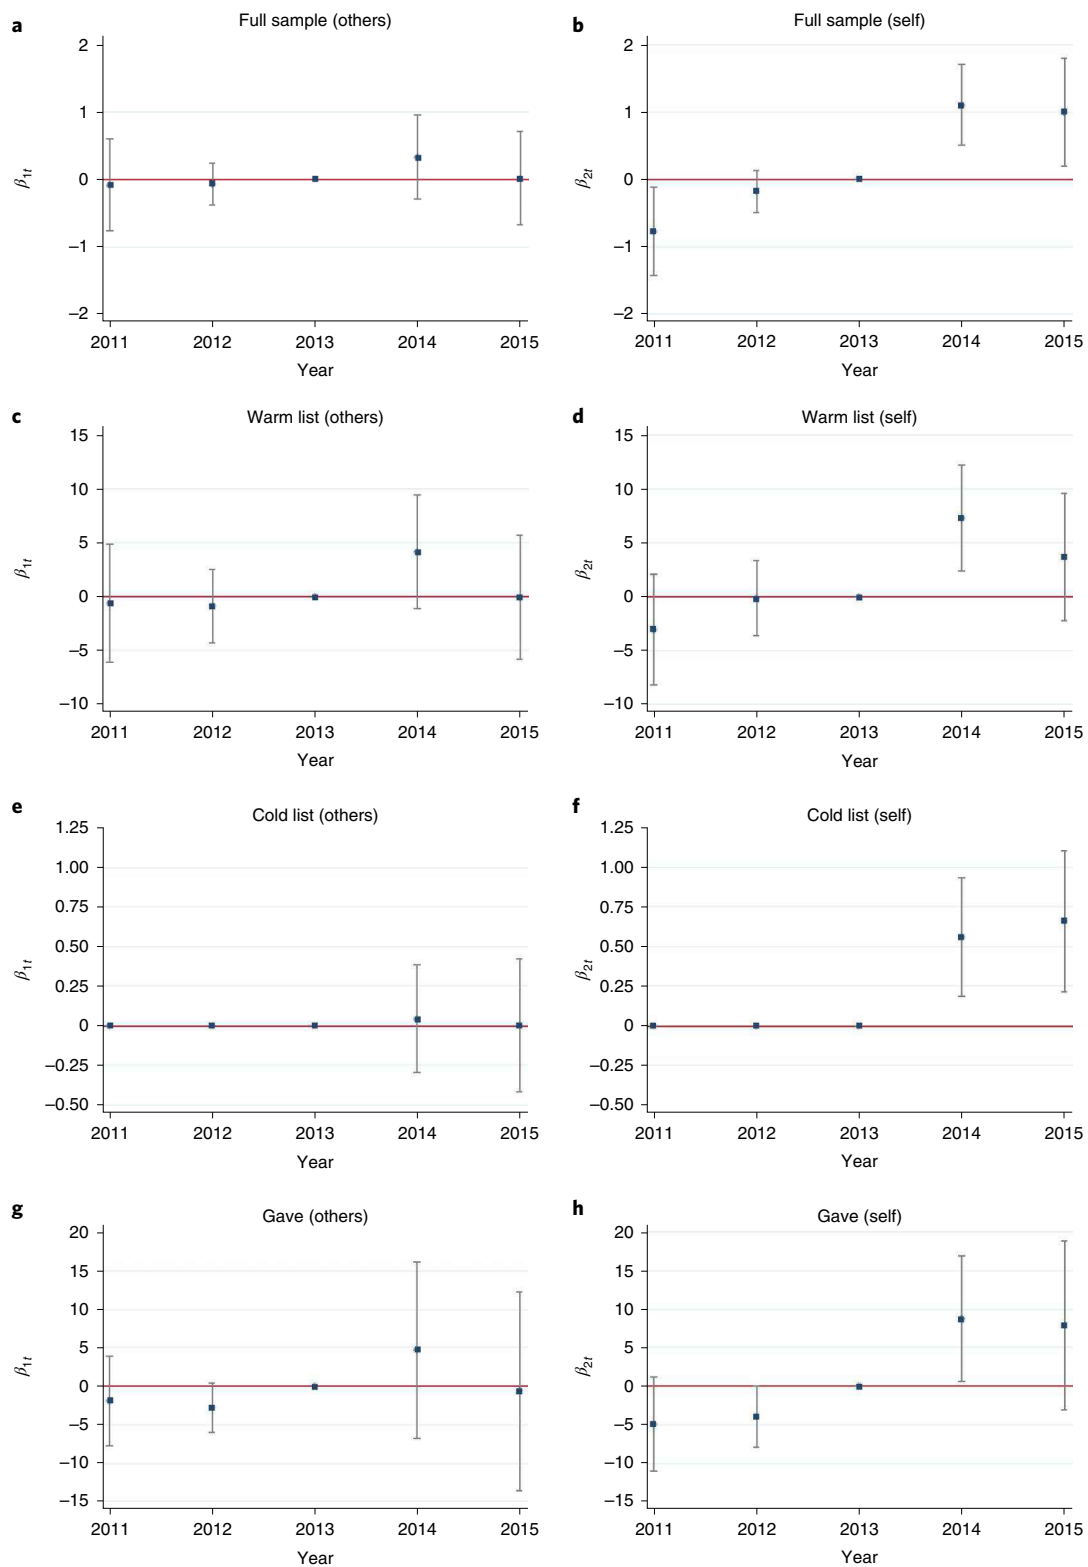 a
Full sample (others)
2
1
0
–1
–2
β1t
2011 2012 2013 2014 2015
Year
b
Full sample (self)
2
1
0
–1
–2
β2t
2011 2012 2013 2014 2015
Year
c
Warm list (others)
15
10
5
0
–5
–10
β1t
2011 2012 2013 2014 2015
Year
d
Warm list (self)
15
10
5
0
–5
–10
β2t
2011 2012 2013 2014 2015
Year
e
Cold list (others)
1.25
1.00
0.75
0.50
0.25
0
–0.25
–0.50
β1t
2011 2012 2013 2014 2015
Year
f
Cold list (self)
1.25
1.00
0.75
0.50
0.25
0
–0.25
–0.50
β2t
2011 2012 2013 2014 2015
Year
g
Gave (others)
20
15
10
5
0
–5
–10
–15
β1t
2011 2012 2013 2014 2015
Year
h
Gave (self)
20
15
10
5
0
–5
–10
–15
β2t
2011 2012 2013 2014 2015
Year